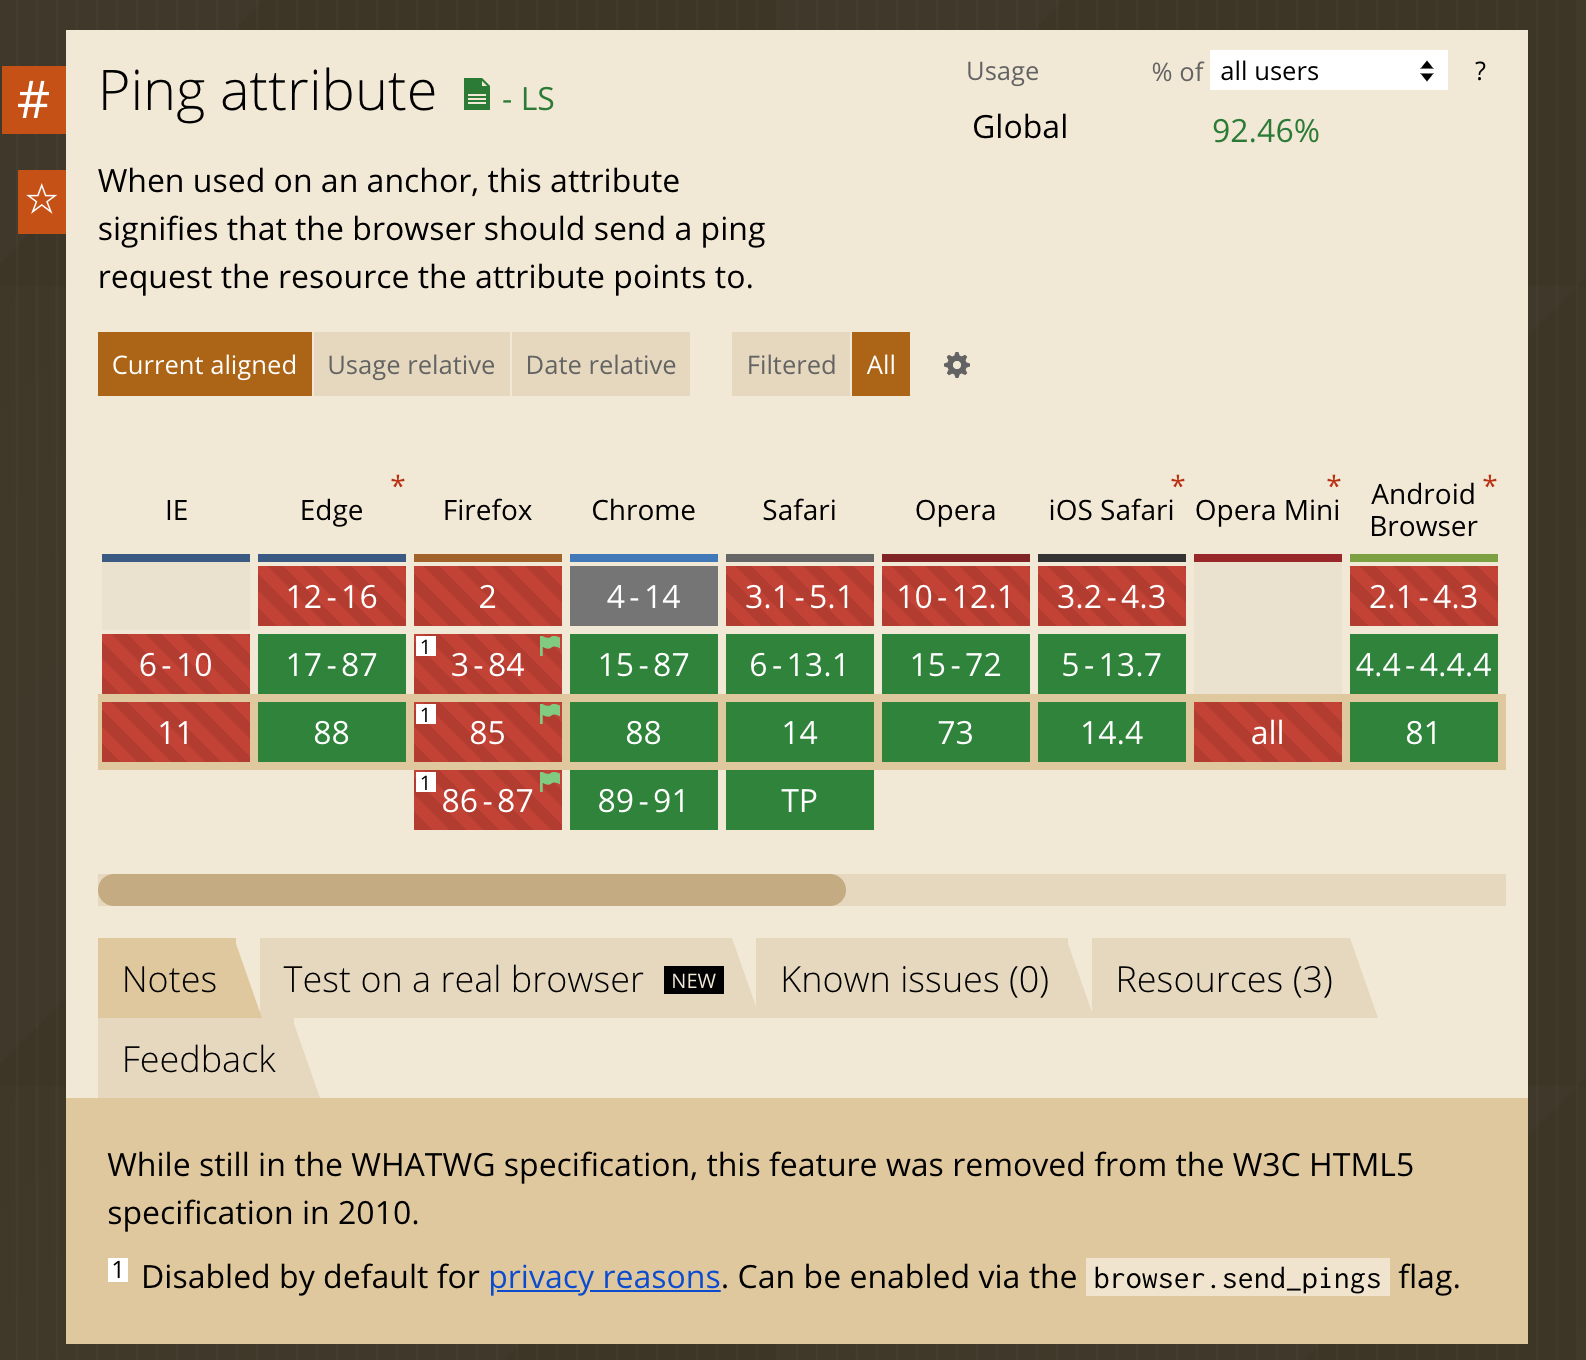 #
Ping attribute - LS
Usage % of all users ?
Global 92.46%
☆
When used on an anchor, this attribute
signifies that the browser should send a ping
request the resource the attribute points to.
Current aligned Usage relative Date relative Filtered All
IE Edge * Firefox Chrome Safari Opera iOS Safari * Opera Mini * Android Browser *
12-16 2 4-14 3.1-5.1 10-12.1 3.2-4.3 2.1-4.3
6-10 17-87 1 3-84 15-87 6-13.1 15-72 5-13.7 4.4-4.4.4
11 88 1 85 88 14 73 14.4 all 81
1 86-87 89-91 TP
Notes Test on a real browser NEW Known issues (0) Resources (3)
Feedback
While still in the WHATWG specification, this feature was removed from the W3C HTML5
specification in 2010.
1 Disabled by default for privacy reasons. Can be enabled via the browser.send_pings flag.